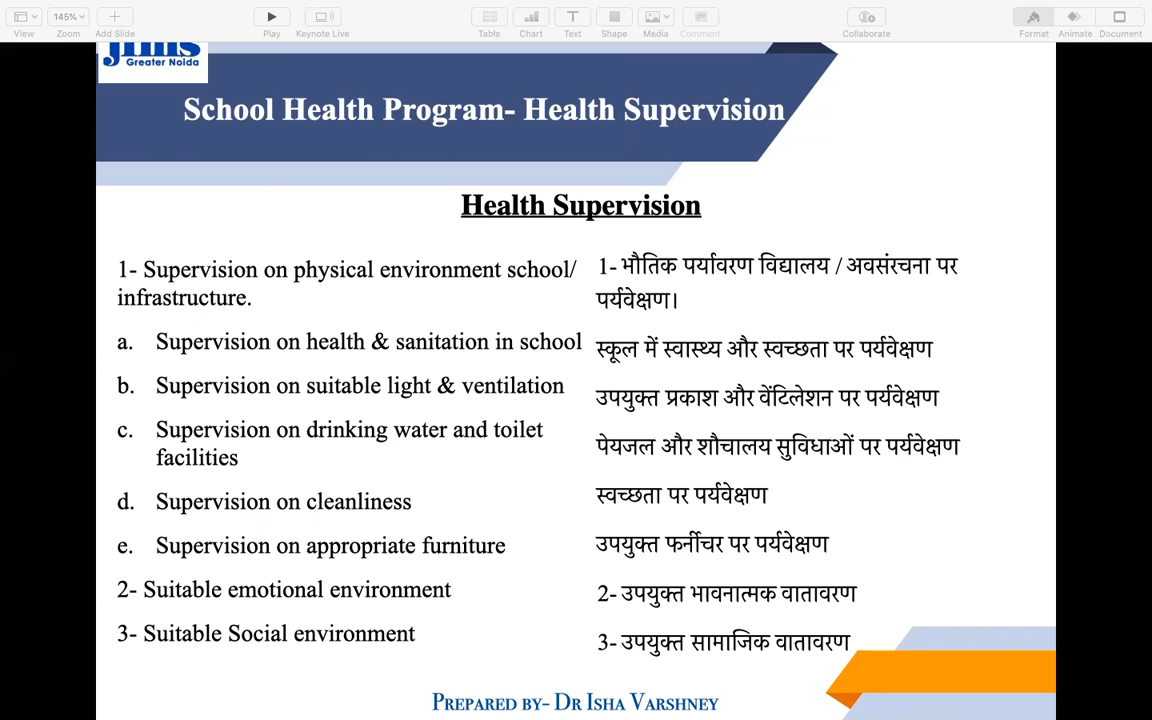 145%
View
Zoom
Add Slide
Play
Keynote Live
Table
Chart
Text
Shape
Media
Comment
Collaborate
Format
Animate
Document
jims
Greater Noida
School Health Program- Health Supervision
Health Supervision
1- Supervision on physical environment school/
infrastructure.
a. Supervision on health & sanitation in school
b. Supervision on suitable light & ventilation
c. Supervision on drinking water and toilet
facilities
d. Supervision on cleanliness
e. Supervision on appropriate furniture
2- Suitable emotional environment
3- Suitable Social environment
1- भौतिक पर्यावरण विद्यालय / अवसंरचना पर
पर्यवेक्षण।
स्कूल में स्वास्थ्य और स्वच्छता पर पर्यवेक्षण
उपयुक्त प्रकाश और वेंटिलेशन पर पर्यवेक्षण
पेयजल और शौचालय सुविधाओं पर पर्यवेक्षण
स्वच्छता पर पर्यवेक्षण
उपयुक्त फर्नीचर पर पर्यवेक्षण
2- उपयुक्त भावनात्मक वातावरण
3- उपयुक्त सामाजिक वातावरण
Prepared by- Dr Isha Varshney